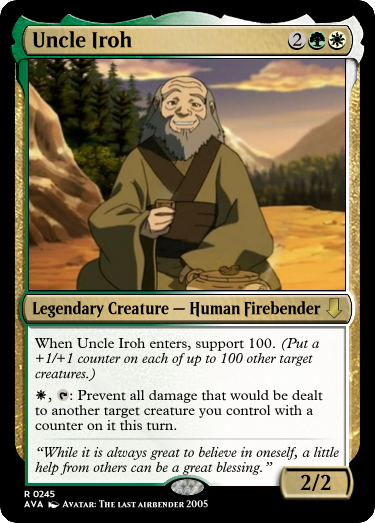 Uncle Iroh 2
Legendary Creature — Human Firebender
When Uncle Iroh enters, support 100. (Put a
+1/+1 counter on each of up to 100 other target
creatures.)
, : Prevent all damage that would be dealt
to another target creature you control with a
counter on it this turn.
“While it is always great to believe in oneself, a little
help from others can be a great blessing.”
2/2
R 0245
AVA Avatar: The last airbender 2005